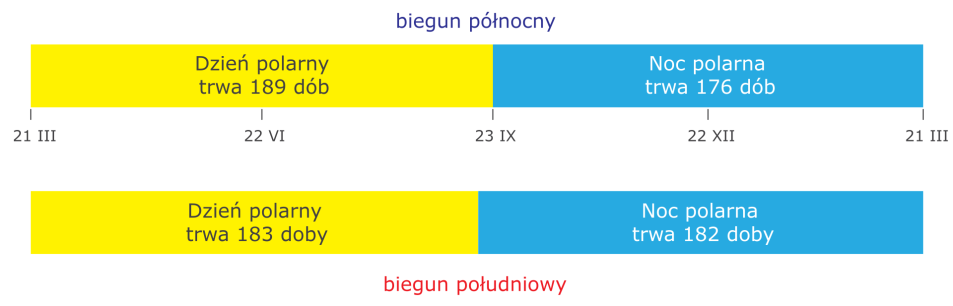 biegun północny
Dzień polarny
trwa 189 dób
Noc polarna
trwa 176 dób
21 III
22 VI
23 IX
22 XII
21 III
Dzień polarny
trwa 183 doby
Noc polarna
trwa 182 doby
biegun południowy